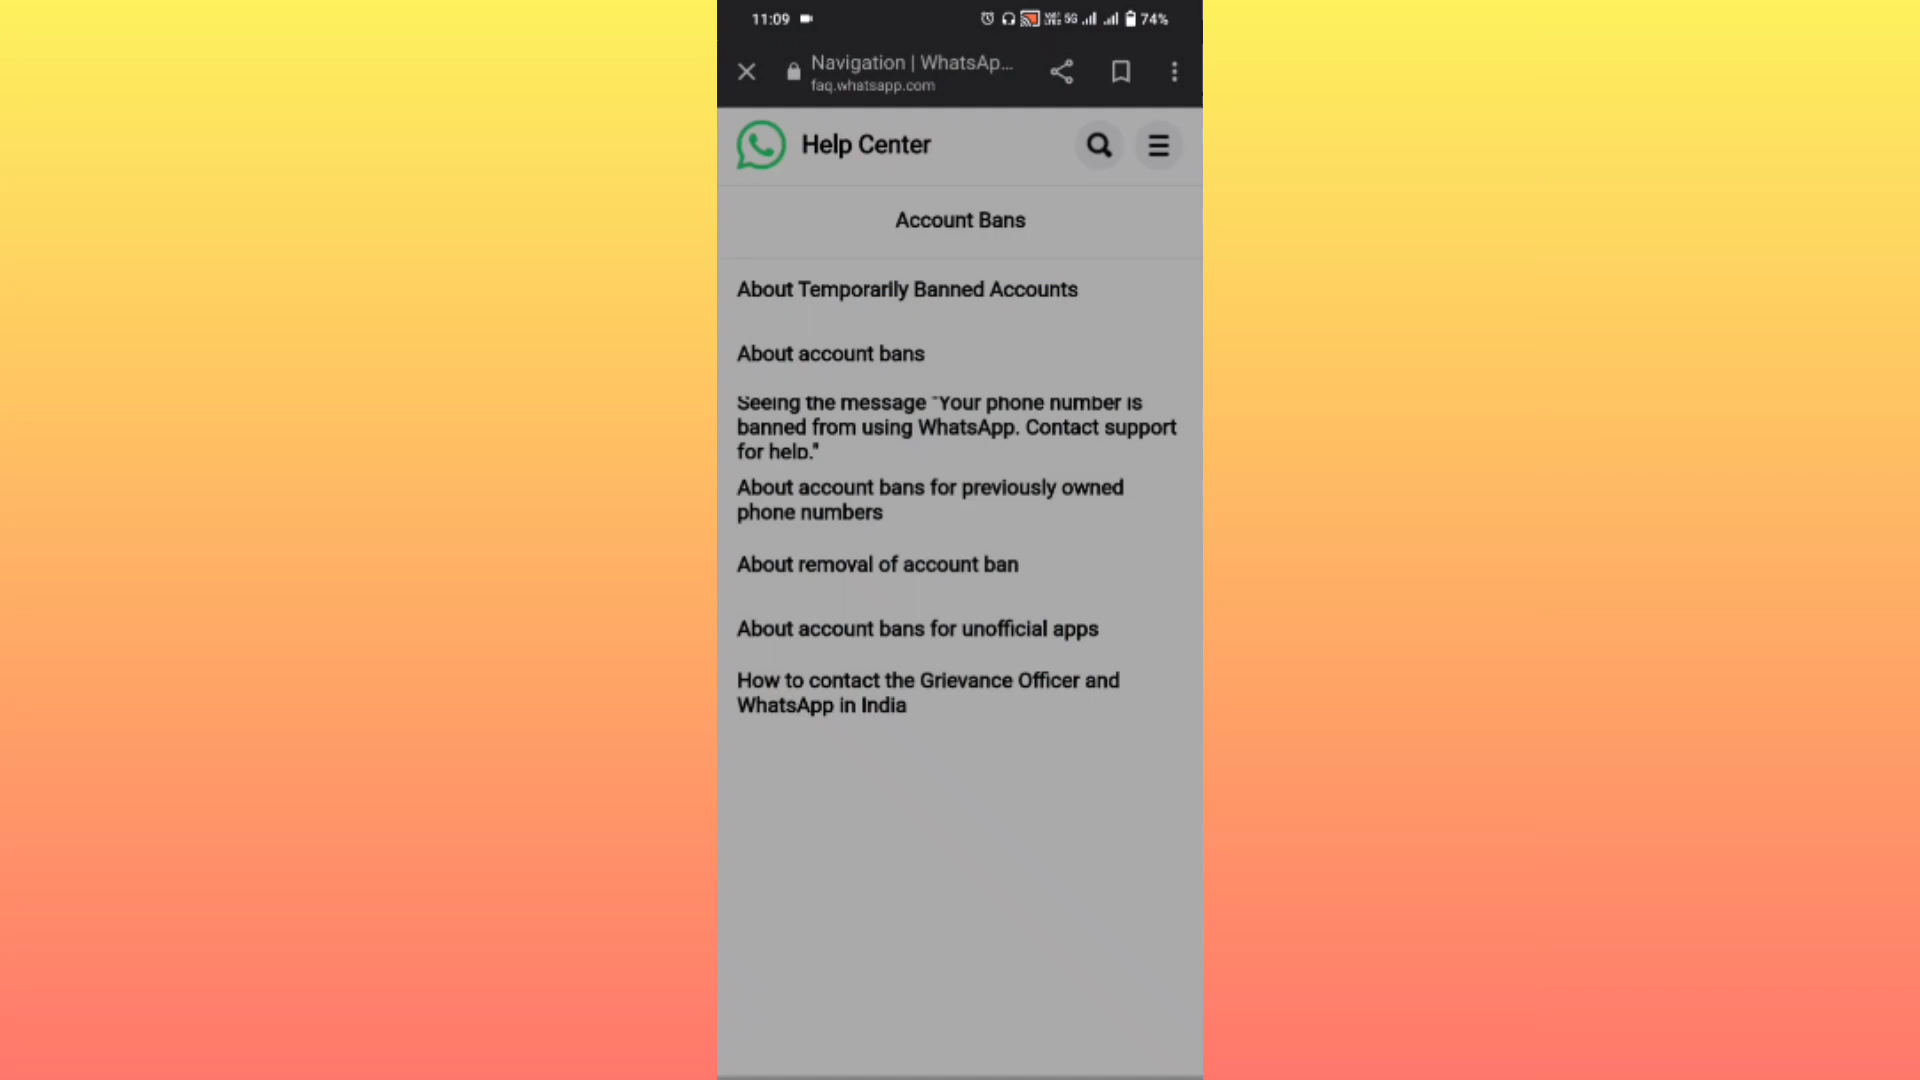 11:09
5G
74%
Navigation | WhatsAp...
faq.whatsapp.com
Help Center
Account Bans
About Temporarily Banned Accounts
About account bans
Seeing the message "Your phone number is
banned from using WhatsApp. Contact support
for help."
About account bans for previously owned
phone numbers
About removal of account ban
About account bans for unofficial apps
How to contact the Grievance Officer and
WhatsApp in India